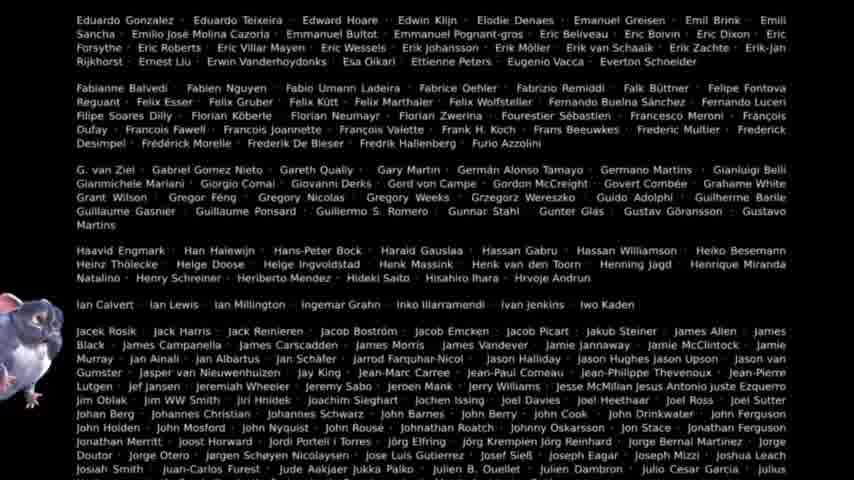 Eduardo Gonzalez · Eduardo Teixeira · Edward Hoare · Edwin Klijn · Elodie Denaes · Emanuel Greisen · Emil Brink · Emili
Sancha · Emilio José Molina Cazorla · Emmanuel Bultot · Emmanuel Pognant-gros · Eric Beliveau · Eric Boivin · Eric Dixon · Eric
Forsythe · Eric Roberts · Eric Villar Mayen · Eric Wessels · Erik Johansson · Erik Möller · Erik van Schaaik · Erik Zachte · Erik-Jan
Rijkhorst · Ernest Liu · Erwin Vanderhoydonks · Esa Oikari · Ettienne Peters · Eugenio Vacca · Everton Schneider
Fabianne Balvedi · Fabien Nguyen · Fabio Umann Ladeira · Fabrice Oehler · Fabrizio Remiddi · Falk Büttner · Felipe Fontova
Reguant · Felix Esser · Felix Gruber · Felix Kütt · Felix Marthaler · Felix Wolfsteller · Fernando Buelna Sánchez · Fernando Luceri
Filipe Soares Dilly · Florian Köberle · Florian Neumayr · Florian Zwerina · Fourestier Sébastien · Francesco Meroni · François
Dufay · Francois Fawell · Francois Joannette · François Valette · Frank H. Koch · Frans Beeuwkes · Frederic Multier · Frederick
Desimpel · Frédérick Morelle · Frederik De Bleser · Fredrik Hallenberg · Furio Azzolini
G. van Ziel · Gabriel Gomez Nieto · Gareth Qually · Gary Martin · Germán Alonso Tamayo · Germano Martins · Gianluigi Belli
Gianmichele Mariani · Giorgio Comai · Giovanni Derks · Gord von Campe · Gordon McCreight · Govert Combée · Grahame White
Grant Wilson · Gregor Féng · Gregory Nicolas · Gregory Weeks · Grzegorz Wereszko · Guido Adolphi · Guilherme Barile
Guillaume Gasnier · Guillaume Ponsard · Guillermo S. Romero · Gunnar Stahl · Gunter Glas · Gustav Göransson · Gustavo
Martins
Haavid Engmark · Han Halewijn · Hans-Peter Bock · Harald Gauslaa · Hassan Gabru · Hassan Williamson · Heiko Besemann
Heinz Thölecke · Helge Doose · Helge Ingvoldstad · Henk Massink · Henk van den Toorn · Henning Jagd · Henrique Miranda
Natalino · Henry Schreiner · Heriberto Mendez · Hideki Saito · Hisahiro Ihara · Hrvoje Andrun
Ian Calvert · Ian Lewis · Ian Millington · Ingemar Grahn · Inko Illarramendi · Ivan Jenkins · Iwo Kaden
Jacek Rosik · Jack Harris · Jack Reinieren · Jacob Boström · Jacob Emcken · Jacob Picart · Jakub Steiner · James Allen · James
Black · James Campanella · James Carscadden · James Morris · James Vandever · Jamie Jannaway · Jamie McClintock · Jamie
Murray · Jan Ainali · Jan Albartus · Jan Schäfer · Jarrod Farquhar-Nicol · Jason Halliday · Jason Hughes Jason Upson · Jason van
Gumster · Jasper van Nieuwenhuizen · Jay King · Jean-Marc Carree · Jean-Paul Comeau · Jean-Philippe Thevenoux · Jean-Pierre
Lutgen · Jef Jansen · Jeremiah Wheeler · Jeremy Sabo · Jeroen Mank · Jerry Williams · Jesse McMilian Jesus Antonio juste Ezquerro
Jim Oblak · Jim WW Smith · Jiri Hnidek · Joachim Sieghart · Jochen Issing · Joel Davies · Joel Heethaar · Joel Ross · Joel Sutter
Johan Berg · Johannes Christian · Johannes Schwarz · John Barnes · John Berry · John Cook · John Drinkwater · John Ferguson
John Holden · John Mosford · John Nyquist · John Rouse · Johnathan Roatch · Johnny Oskarsson · Jon Stace · Jonathan Ferguson
Jonathan Merritt · Joost Horward · Jordi Portell i Torres · Jörg Elfring · Jörg Krempien Jörg Reinhard · Jorge Bernal Martinez · Jorge
Doutor · Jorge Otero · Jørgen Schøyen Nicolaysen · Jose Luis Gutierrez · Josef Sieß · Joseph Eagar · Joseph Mizzi · Joshua Leach
Josiah Smith · Juan-Carlos Furest · Jude Aakjaer Jukka Palko · Julien B. Ouellet · Julien Dambron · Julio Cesar Garcia · Julius